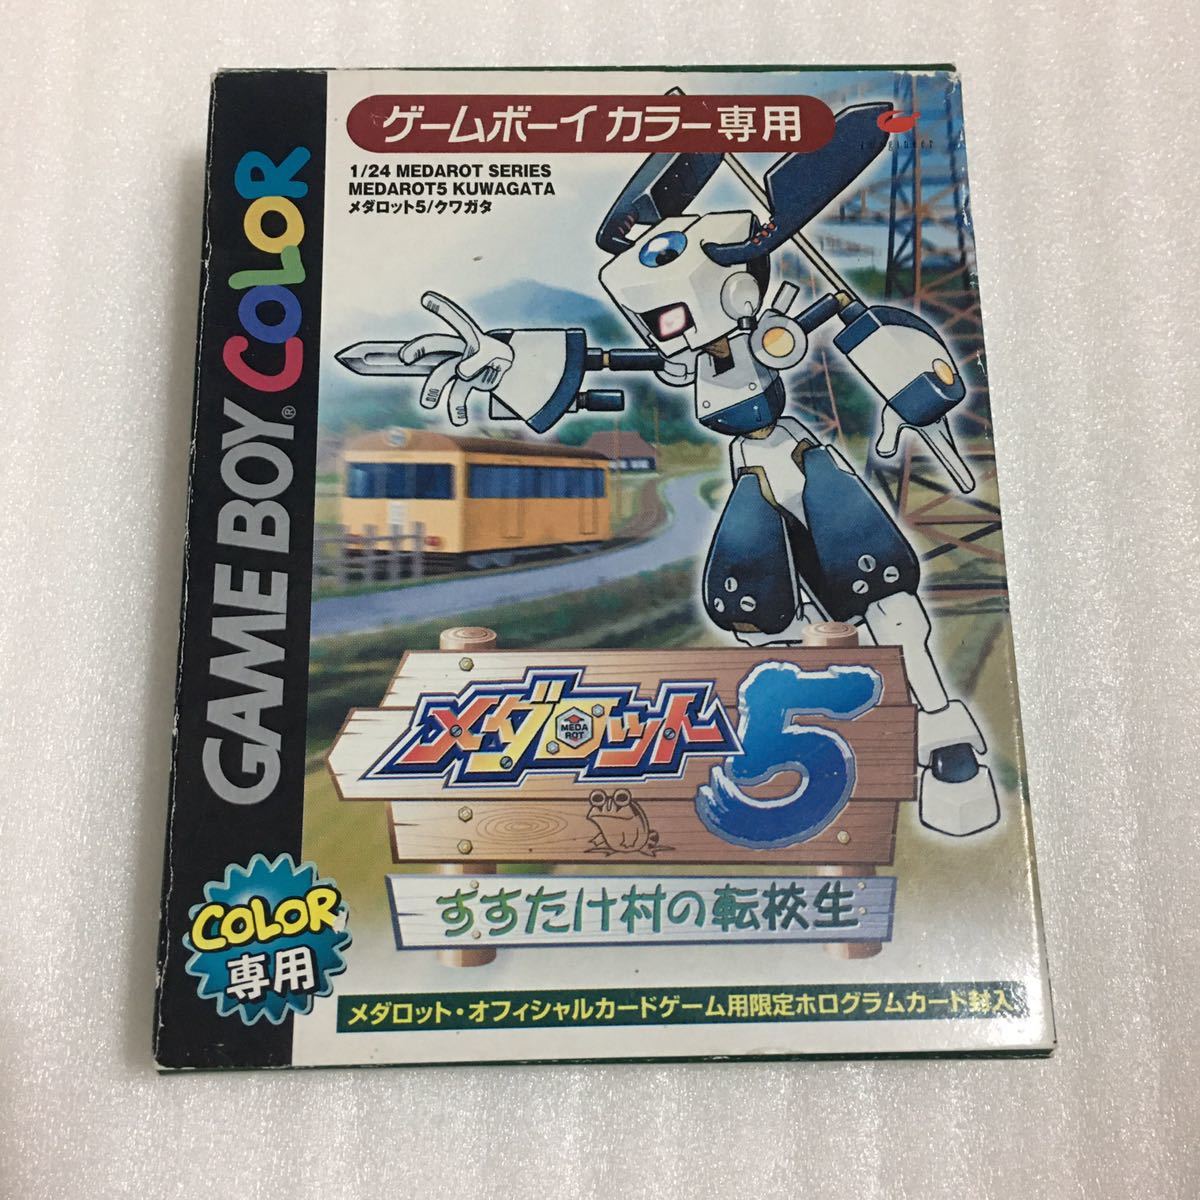 ゲームボーイカラー専用
imagineer
1/24 MEDAROT SERIES
MEDAROT5 KUWAGATA
メダロット5/クワガタ
GAME BOY® COLOR
メダロット5
MEDA
ROT
すすたけ村の転校生
COLOR
専用
メダロット・オフィシャルカードゲーム用限定ホログラムカード封入